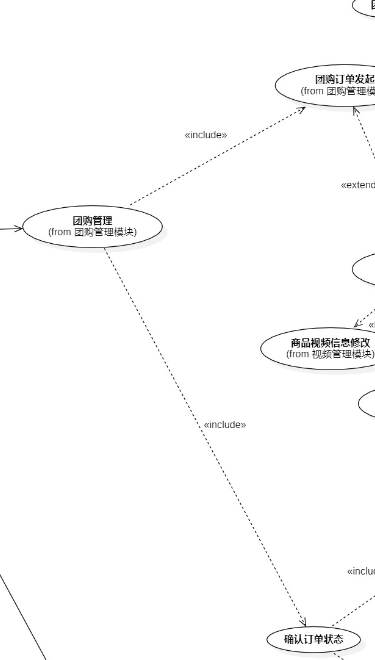 团购订单发起
(from 团购管理模
«include»
«extend
团购管理
(from 团购管理模块)
商品视频信息修改
(from 视频管理模块)
«include»
«inclu
确认订单状态